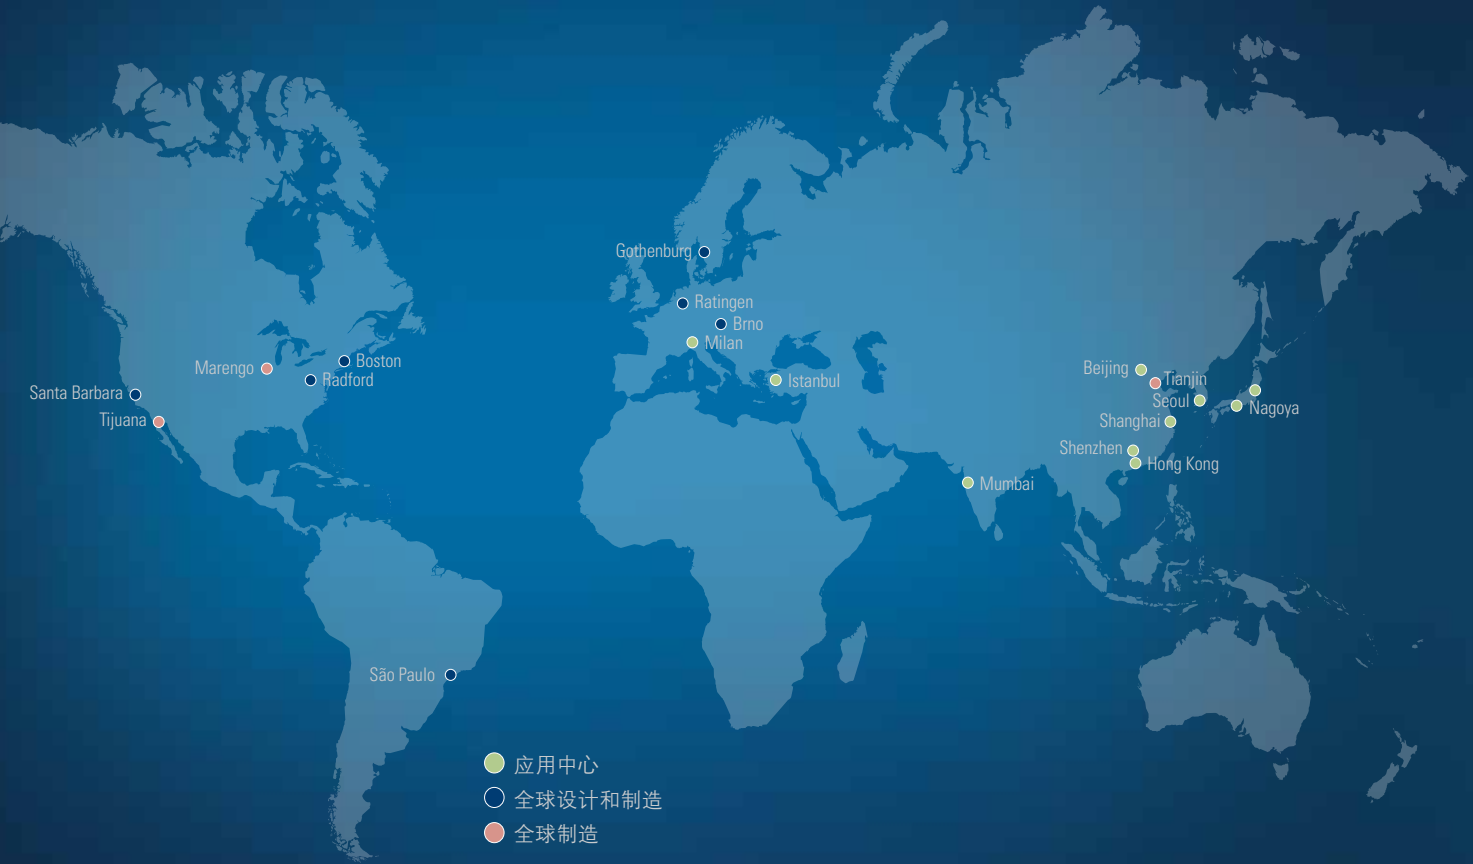 Gothenburg
Ratingen
Brno
Milan
Istanbul
Boston
Marengo
Radford
Santa Barbara
Tijuana
Beijing
Tianjin
Seoul
Nagoya
Shanghai
Shenzhen
Hong Kong
Mumbai
São Paulo
应用中心
全球设计和制造
全球制造